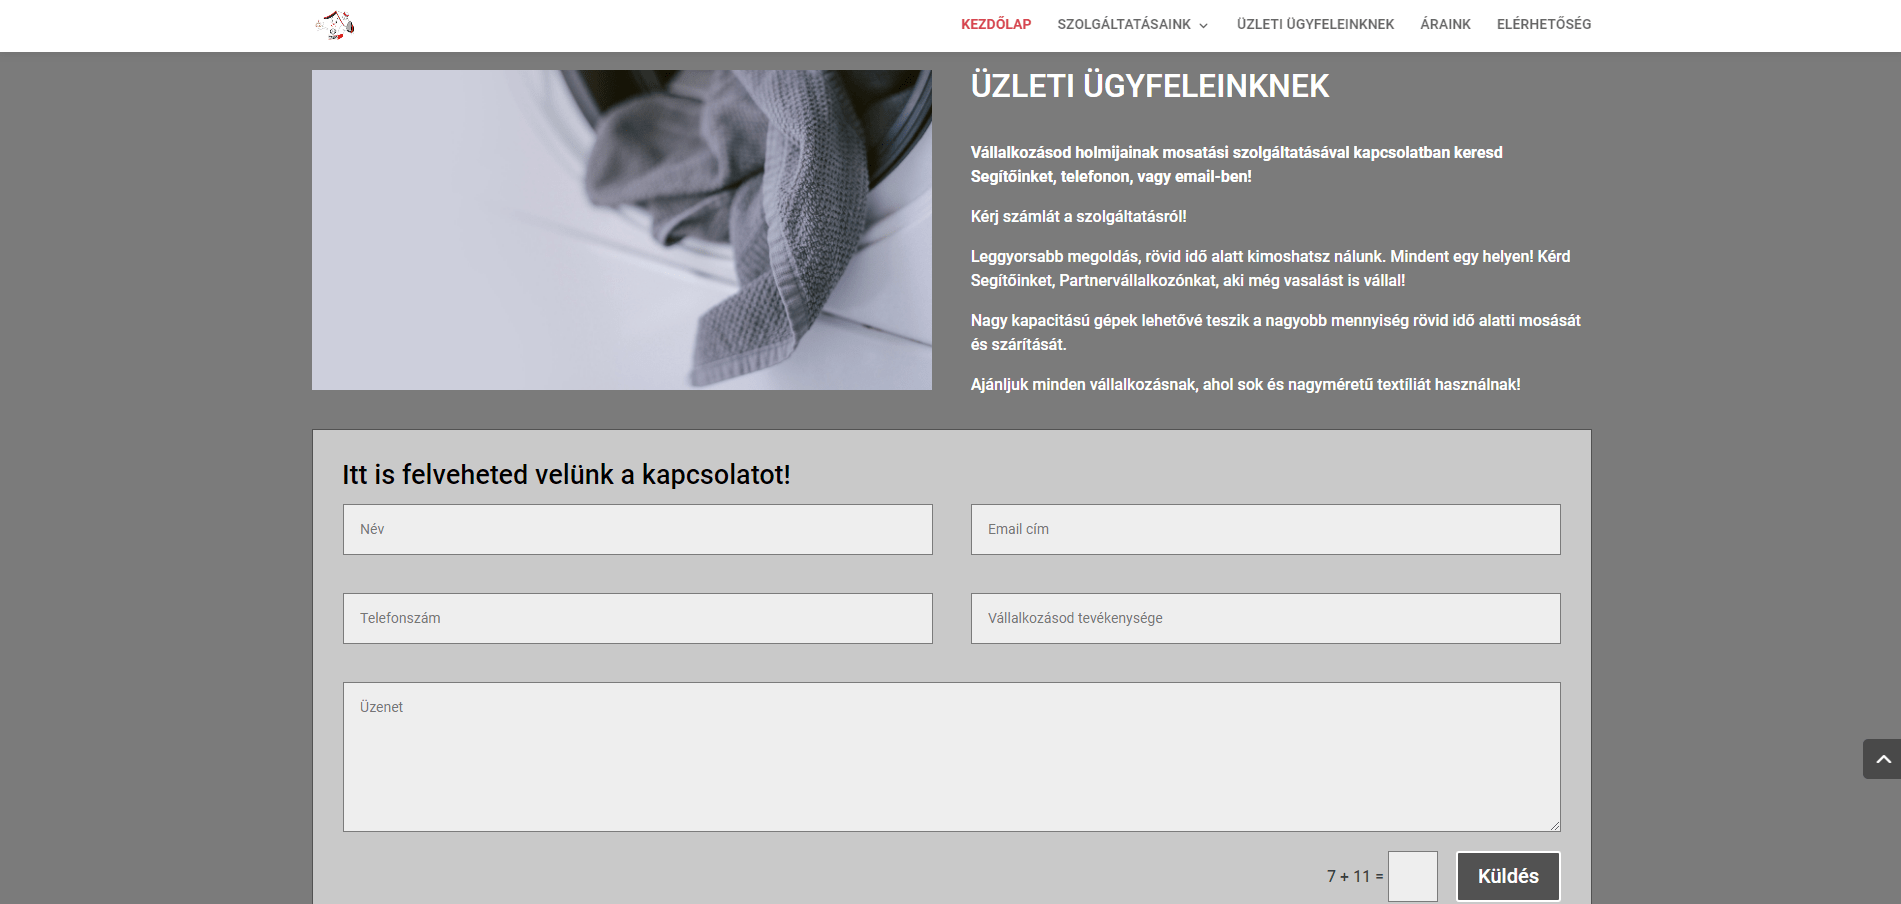 KEZDŐLAP SZOLGÁLTATÁSAINK ÜZLETI ÜGYFELEINKNEK ÁRAINK ELÉRHETŐSÉG
ÜZLETI ÜGYFELEINKNEK
Vállalkozásod holmijainak mosatási szolgáltatásával kapcsolatban keresd
Segítőinket, telefonon, vagy email-ben!
Kérj számlát a szolgáltatásról!
Leggyorsabb megoldás, rövid idő alatt kimoshatsz nálunk. Mindent egy helyen! Kérd
Segítőinket, Partnervállalkozónkat, aki még vasalást is vállal!
Nagy kapacitású gépek lehetővé teszik a nagyobb mennyiség rövid idő alatti mosását
és szárítását.
Ajánljuk minden vállalkozásnak, ahol sok és nagyméretű textíliát használnak!
Itt is felveheted velünk a kapcsolatot!
Név
Email cím
Telefonszám
Vállalkozásod tevékenysége
Üzenet
7 + 11 =
Küldés